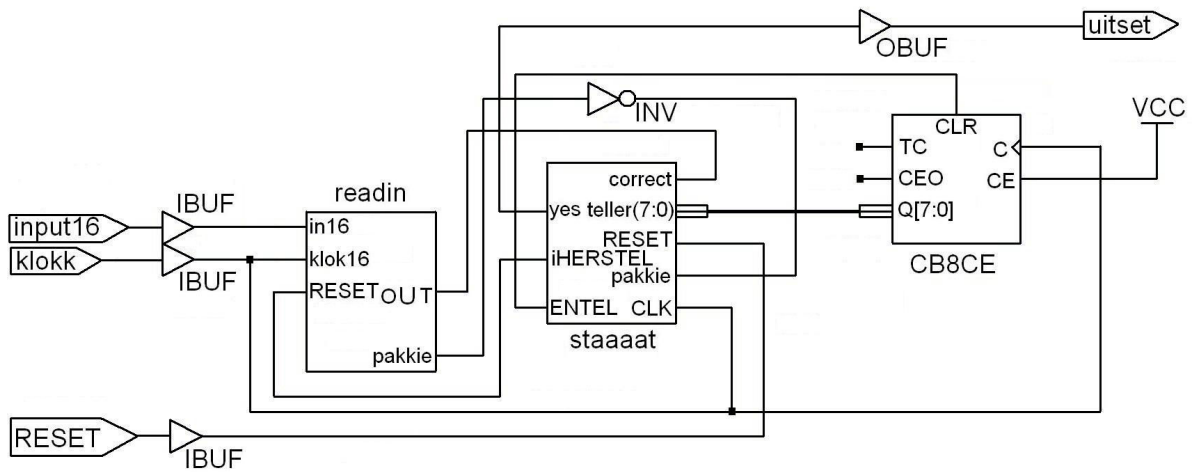 uitset
OBUF
INV
VCC
CLR
TC
C
CEO
CE
Q[7:0]
CB8CE
correct
yes teller(7:0)
RESET
iHERSTEL
pakkie
ENTEL CLK
staaaat
readin
IBUF
input16
in16
klokk
klok16
IBUF
RESET
OUT
pakkie
RESET
IBUF